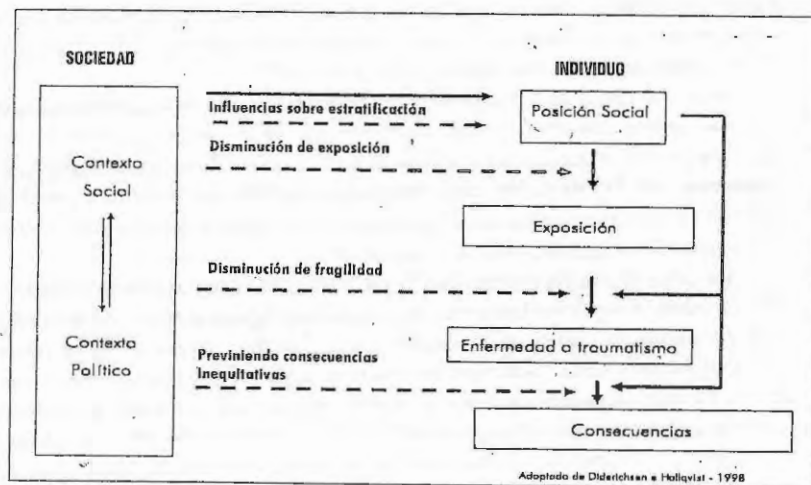 SOCIEDAD
INDIVIDUO
Influencias sobre estratificación
Posición Social
Disminución de exposición
Contexto
Social
Exposición
Disminución de fragilidad
Contexto
Político
Enfermedad o traumatismo
Previniendo consecuencias
Inequitativas
Consecuencias
Adaptado de Diderichsen e Hallqvist - 1998